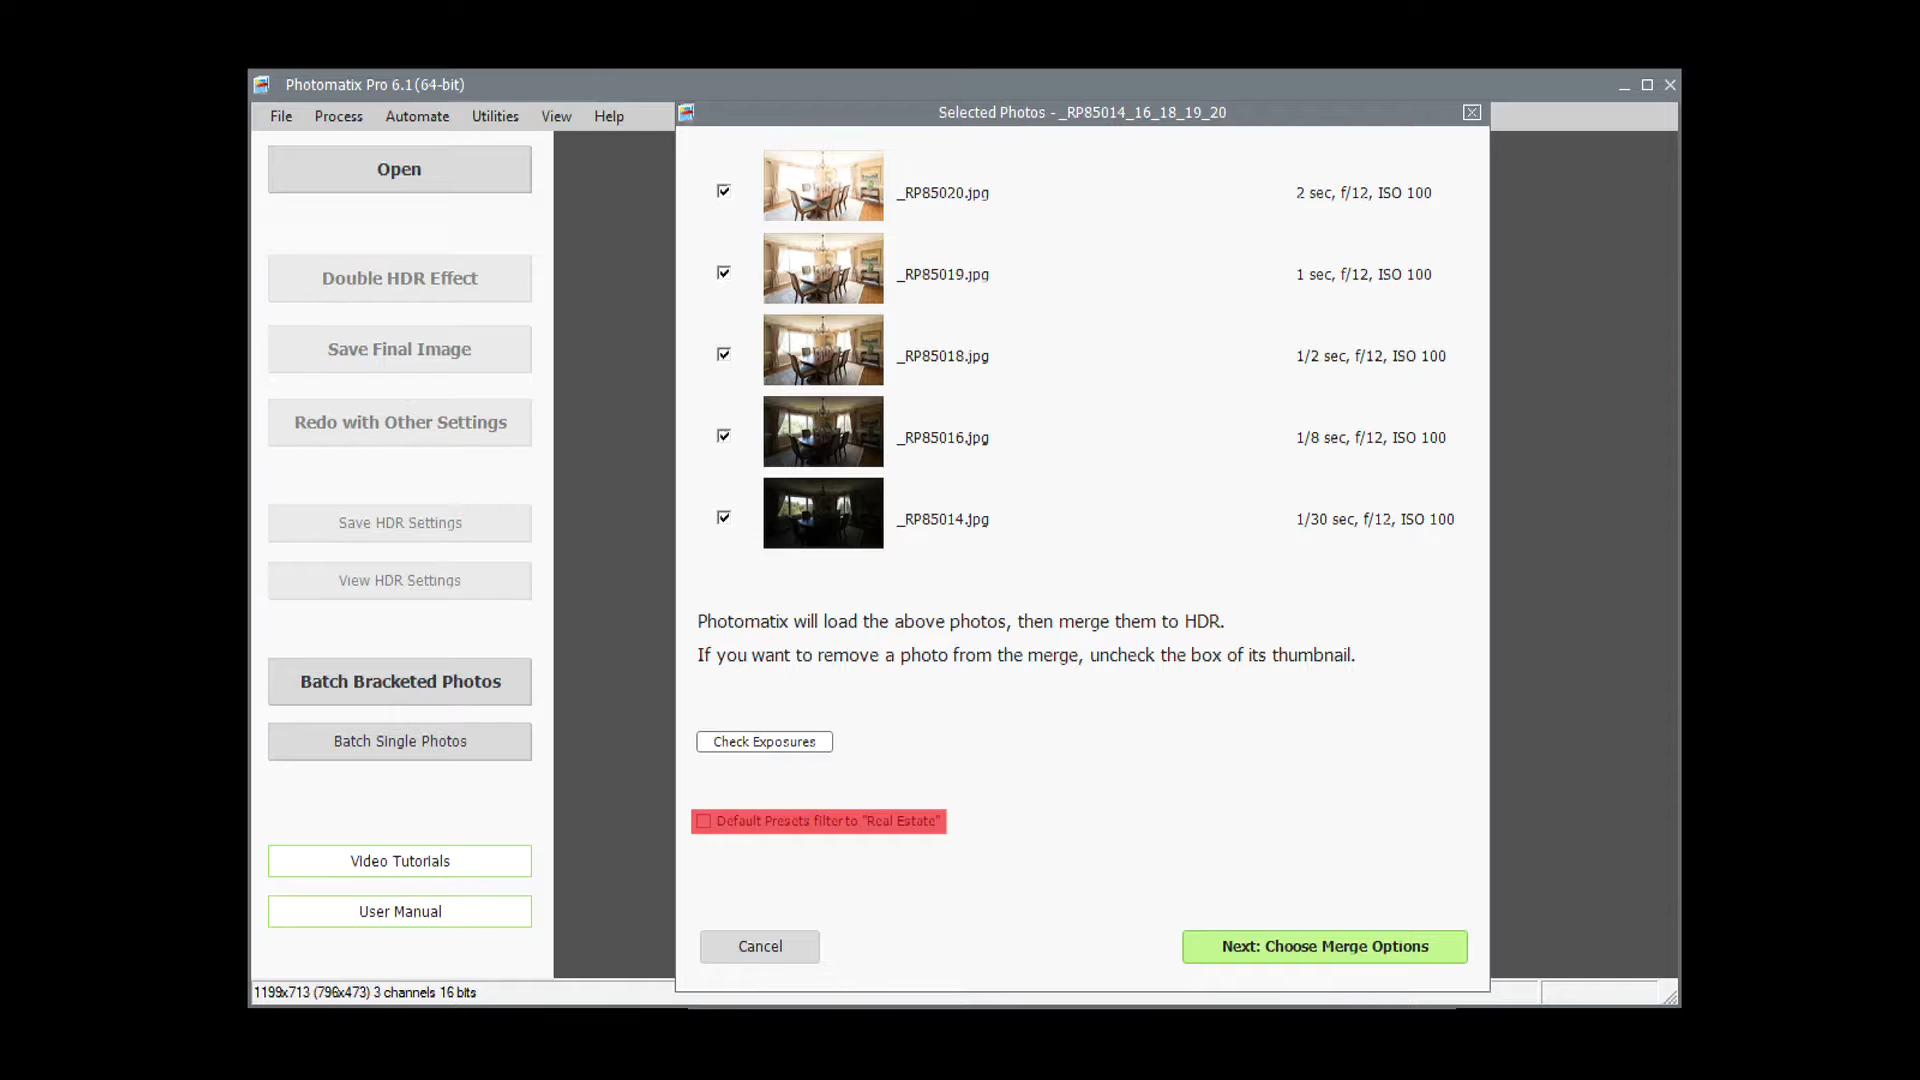 Photomatix Pro 6.1 (64-bit)
File Process Automate Utilities View Help
Open
Double HDR Effect
Save Final Image
Redo with Other Settings
Save HDR Settings
View HDR Settings
Batch Bracketed Photos
Batch Single Photos
Video Tutorials
User Manual
1199x713 (796x473) 3 channels 16 bits
Selected Photos - _RP85014_16_18_19_20
_RP85020.jpg 2 sec, f/12, ISO 100
_RP85019.jpg 1 sec, f/12, ISO 100
_RP85018.jpg 1/2 sec, f/12, ISO 100
_RP85016.jpg 1/8 sec, f/12, ISO 100
_RP85014.jpg 1/30 sec, f/12, ISO 100
Photomatix will load the above photos, then merge them to HDR.
If you want to remove a photo from the merge, uncheck the box of its thumbnail.
Check Exposures
Default Presets filter to "Real Estate"
Cancel
Next: Choose Merge Options